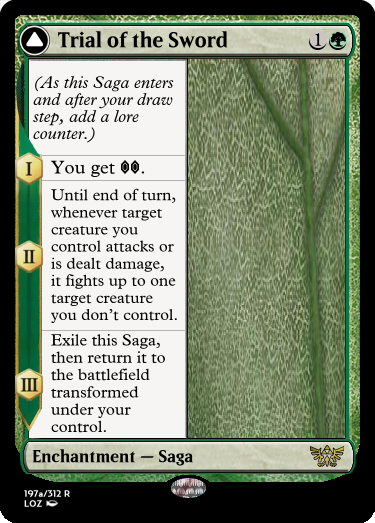 Trial of the Sword 1
(As this Saga enters
and after your draw
step, add a lore
counter.)
I
You get .
II
Until end of turn,
whenever target
creature you
control attacks or
is dealt damage,
it fights up to one
target creature
you don't control.
III
Exile this Saga,
then return it to
the battlefield
transformed
under your
control.
Enchantment — Saga
197a/312 R
LOZ